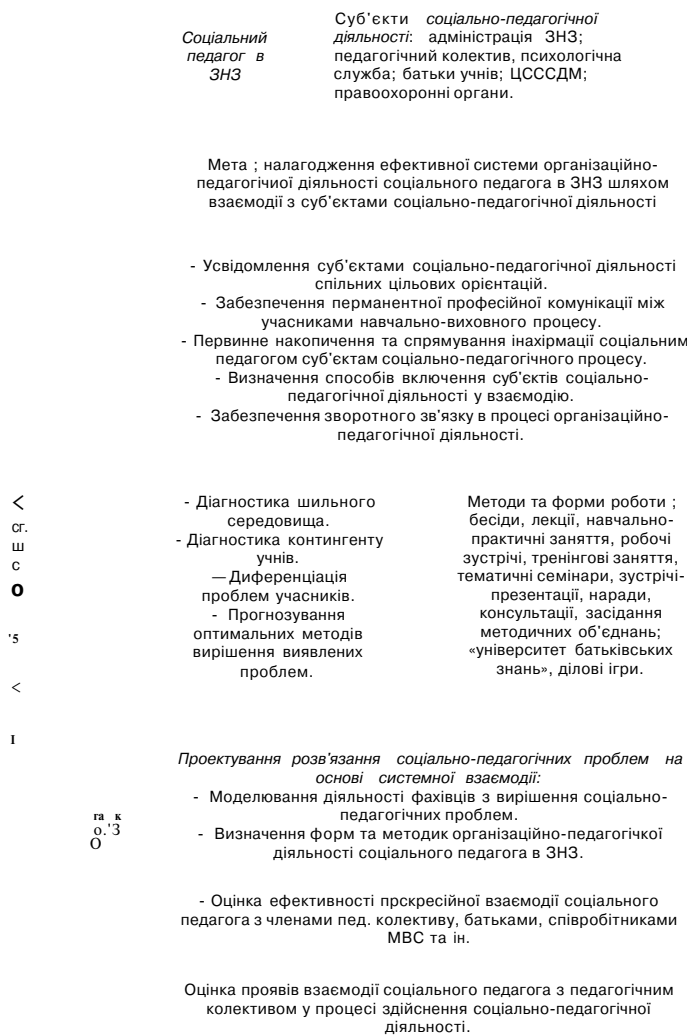 Соціальний
педагог в
ЗНЗ
Суб'єкти соціально-педагогічної
діяльності: адміністрація ЗНЗ;
педагогічний колектив, психологічна
служба; батьки учнів; ЦСССДМ;
правоохоронні органи.
Мета ; налагодження ефективної системи організаційно-
педагогічиої діяльності соціального педагога в ЗНЗ шляхом
взаємодії з суб'єктами соціально-педагогічної діяльності
- Усвідомлення суб'єктами соціально-педагогічної діяльності
спільних цільових орієнтацій.
- Забезпечення перманентної професійної комунікації між
учасниками навчально-виховного процесу.
- Первинне накопичення та спрямування інахірмації соціальним
педагогом суб'єктам соціально-педагогічного процесу.
- Визначення способів включення суб'єктів соціально-
педагогічної діяльності у взаємодію.
- Забезпечення зворотного зв'язку в процесі організаційно-
педагогічної діяльності.
<
сг.
ш
с
о
'5
<
І
- Діагностика шильного
середовища.
- Діагностика контингенту
учнів.
— Диференціація
проблем учасників.
- Прогнозування
оптимальних методів
вирішення виявлених
проблем.
Методи та форми роботи ;
бесіди, лекції, навчально-
практичні заняття, робочі
зустрічі, тренінгові заняття,
тематичні семінари, зустрічі-
презентації, наради,
консультації, засідання
методичних об'єднань;
«університет батьківських
знань», ділові ігри.
га к
о.'З
О
Проектування розв'язання соціально-педагогічних проблем на
основі системної взаємодії:
- Моделювання діяльності фахівців з вирішення соціально-
педагогічних проблем.
- Визначення форм та методик організаційно-педагогічкої
діяльності соціального педагога в ЗНЗ.
- Оцінка ефективності прскресійної взаємодії соціального
педагога з членами пед. колективу, батьками, співробітниками
МВС та ін.
Оцінка проявів взаємодії соціального педагога з педагогічним
колективом у процесі здійснення соціально-педагогічної
діяльності.